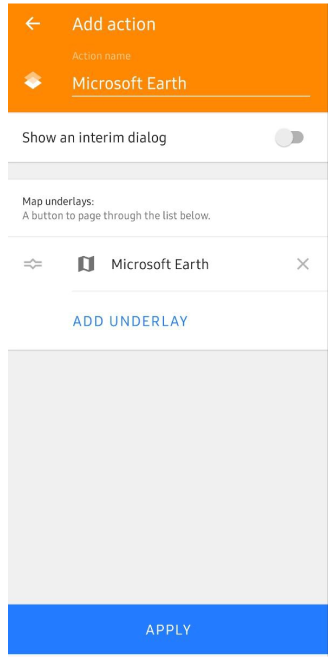 Add action
Action name
Microsoft Earth
Show an interim dialog
Map underlays:
A button to page through the list below.
Microsoft Earth
ADD UNDERLAY
APPLY